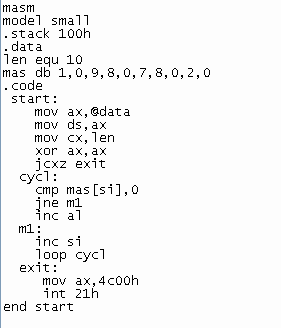 masm
model small
.stack 100h
.data
len equ 10
mas db 1,0,9,8,0,7,8,0,2,0
.code
start:
mov ax,@data
mov ds,ax
mov cx,len
xor ax,ax
jcxz exit
cycl:
cmp mas[si],0
jne m1
inc al
m1:
inc si
loop cycl
exit:
mov ax,4c00h
int 21h
end start